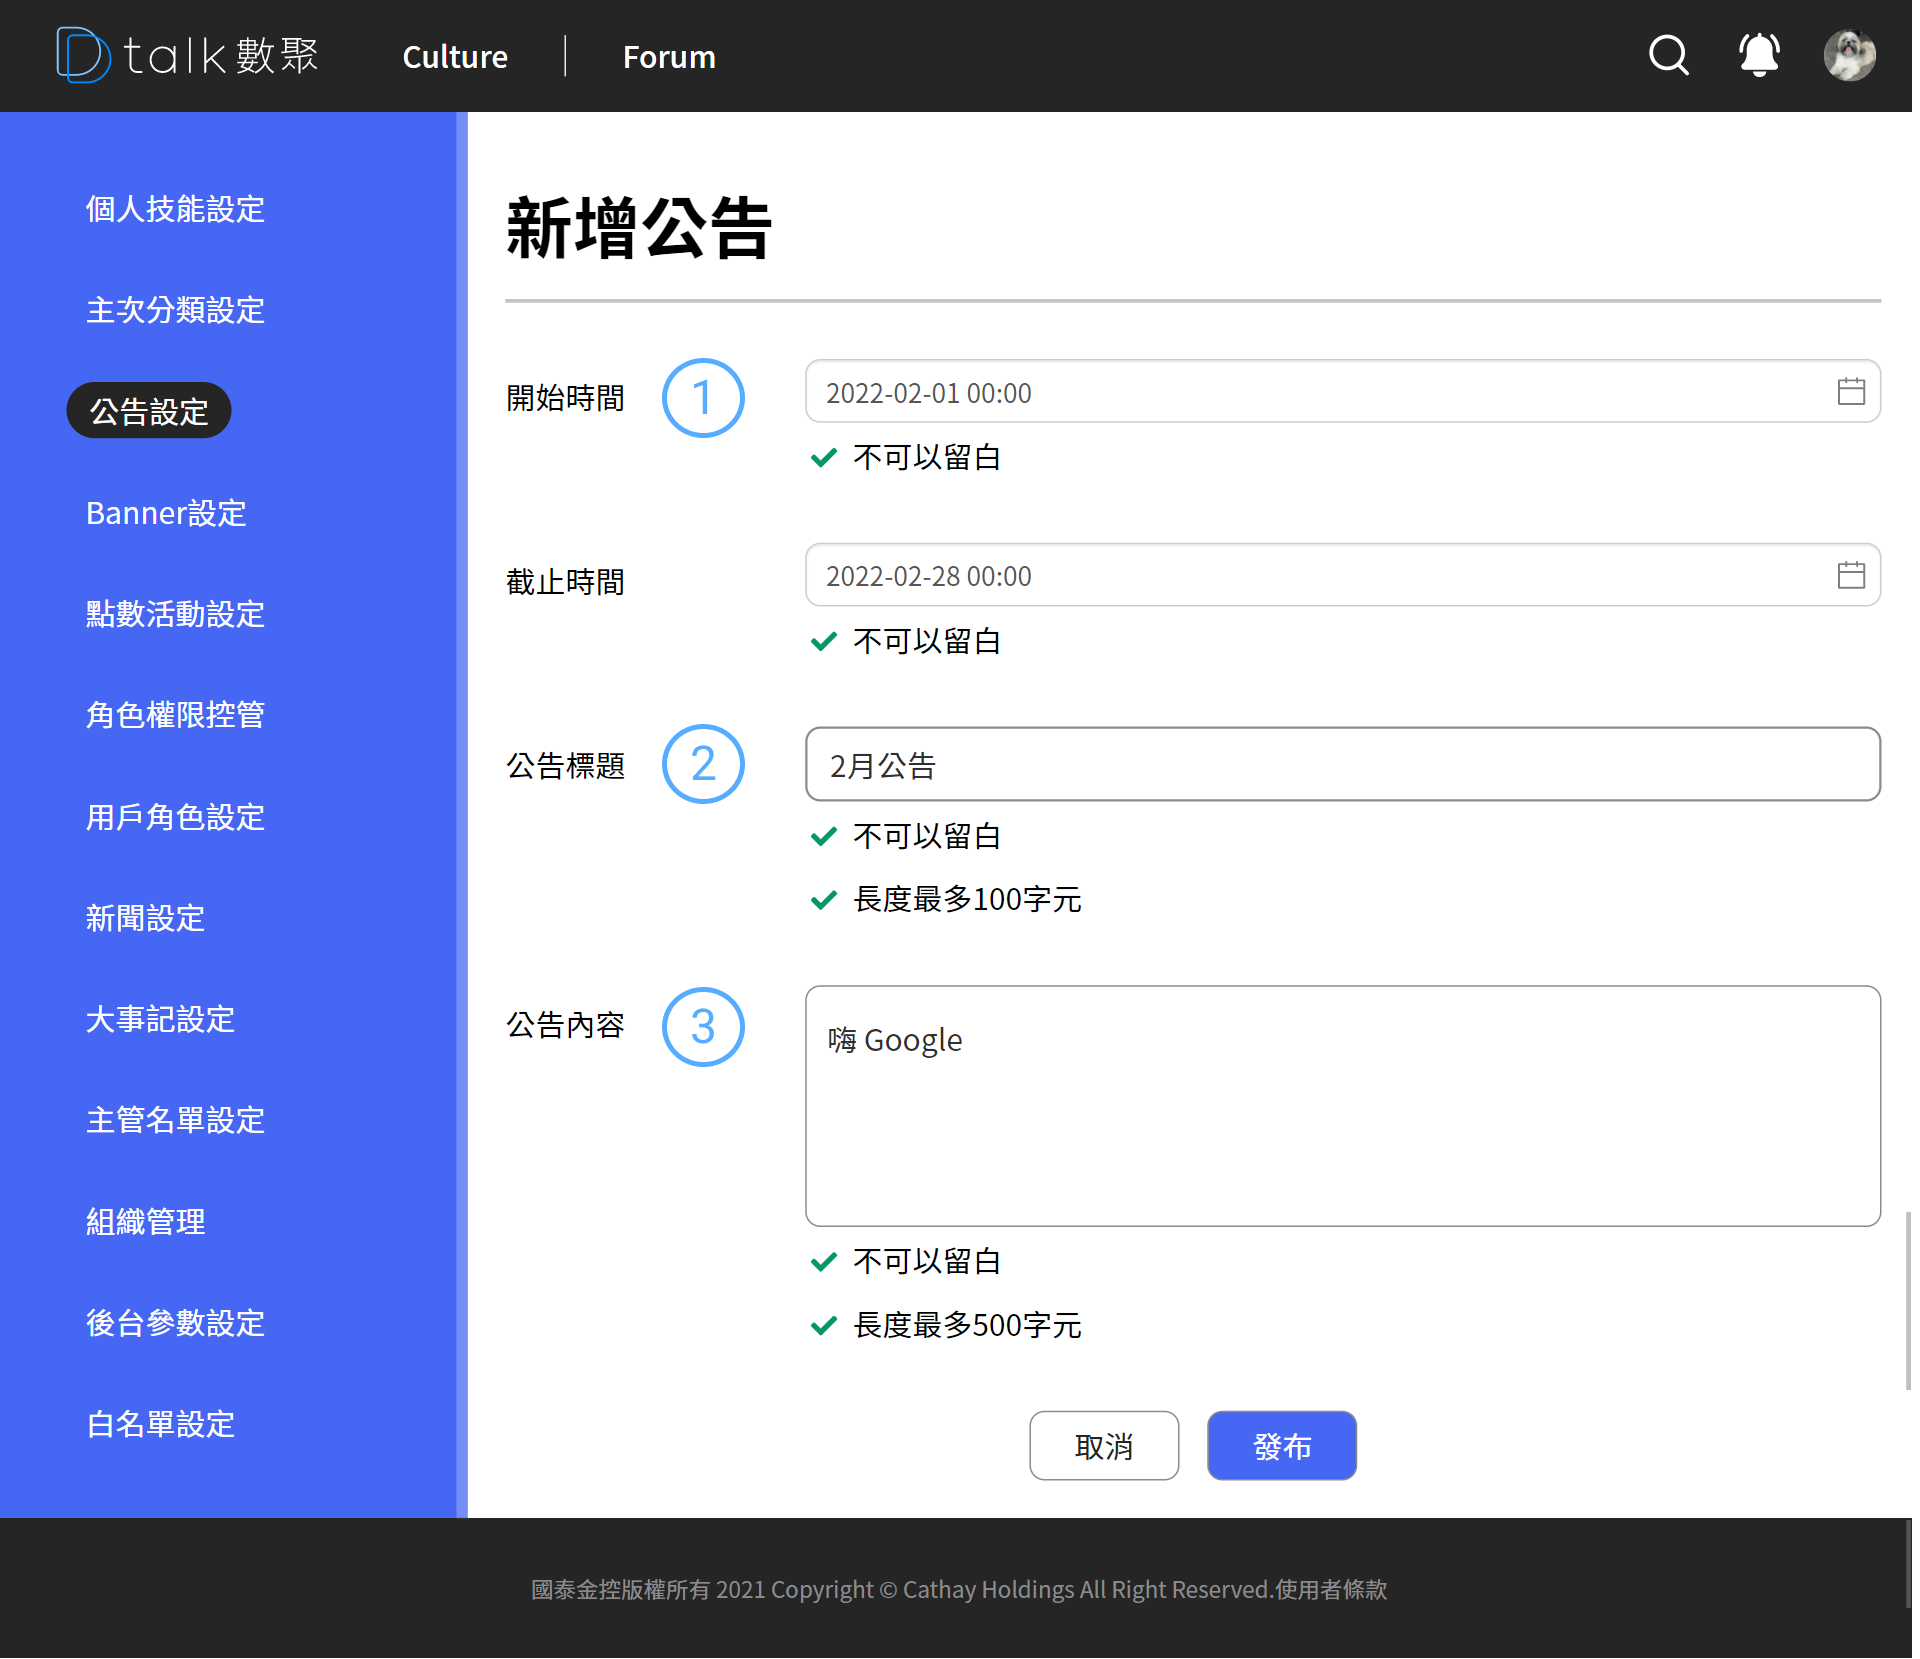 Dtalk數聚
Culture
Forum
個人技能設定
主次分類設定
公告設定
Banner設定
點數活動設定
角色權限控管
用戶角色設定
新聞設定
大事記設定
主管名單設定
組織管理
後台參數設定
白名單設定
新增公告
開始時間
1
2022-02-01 00:00
不可以留白
截止時間
2022-02-28 00:00
不可以留白
公告標題
2
2月公告
不可以留白
長度最多100字元
公告內容
3
嗨 Google
不可以留白
長度最多500字元
取消
發布
國泰金控版權所有 2021 Copyright © Cathay Holdings All Right Reserved.使用者條款